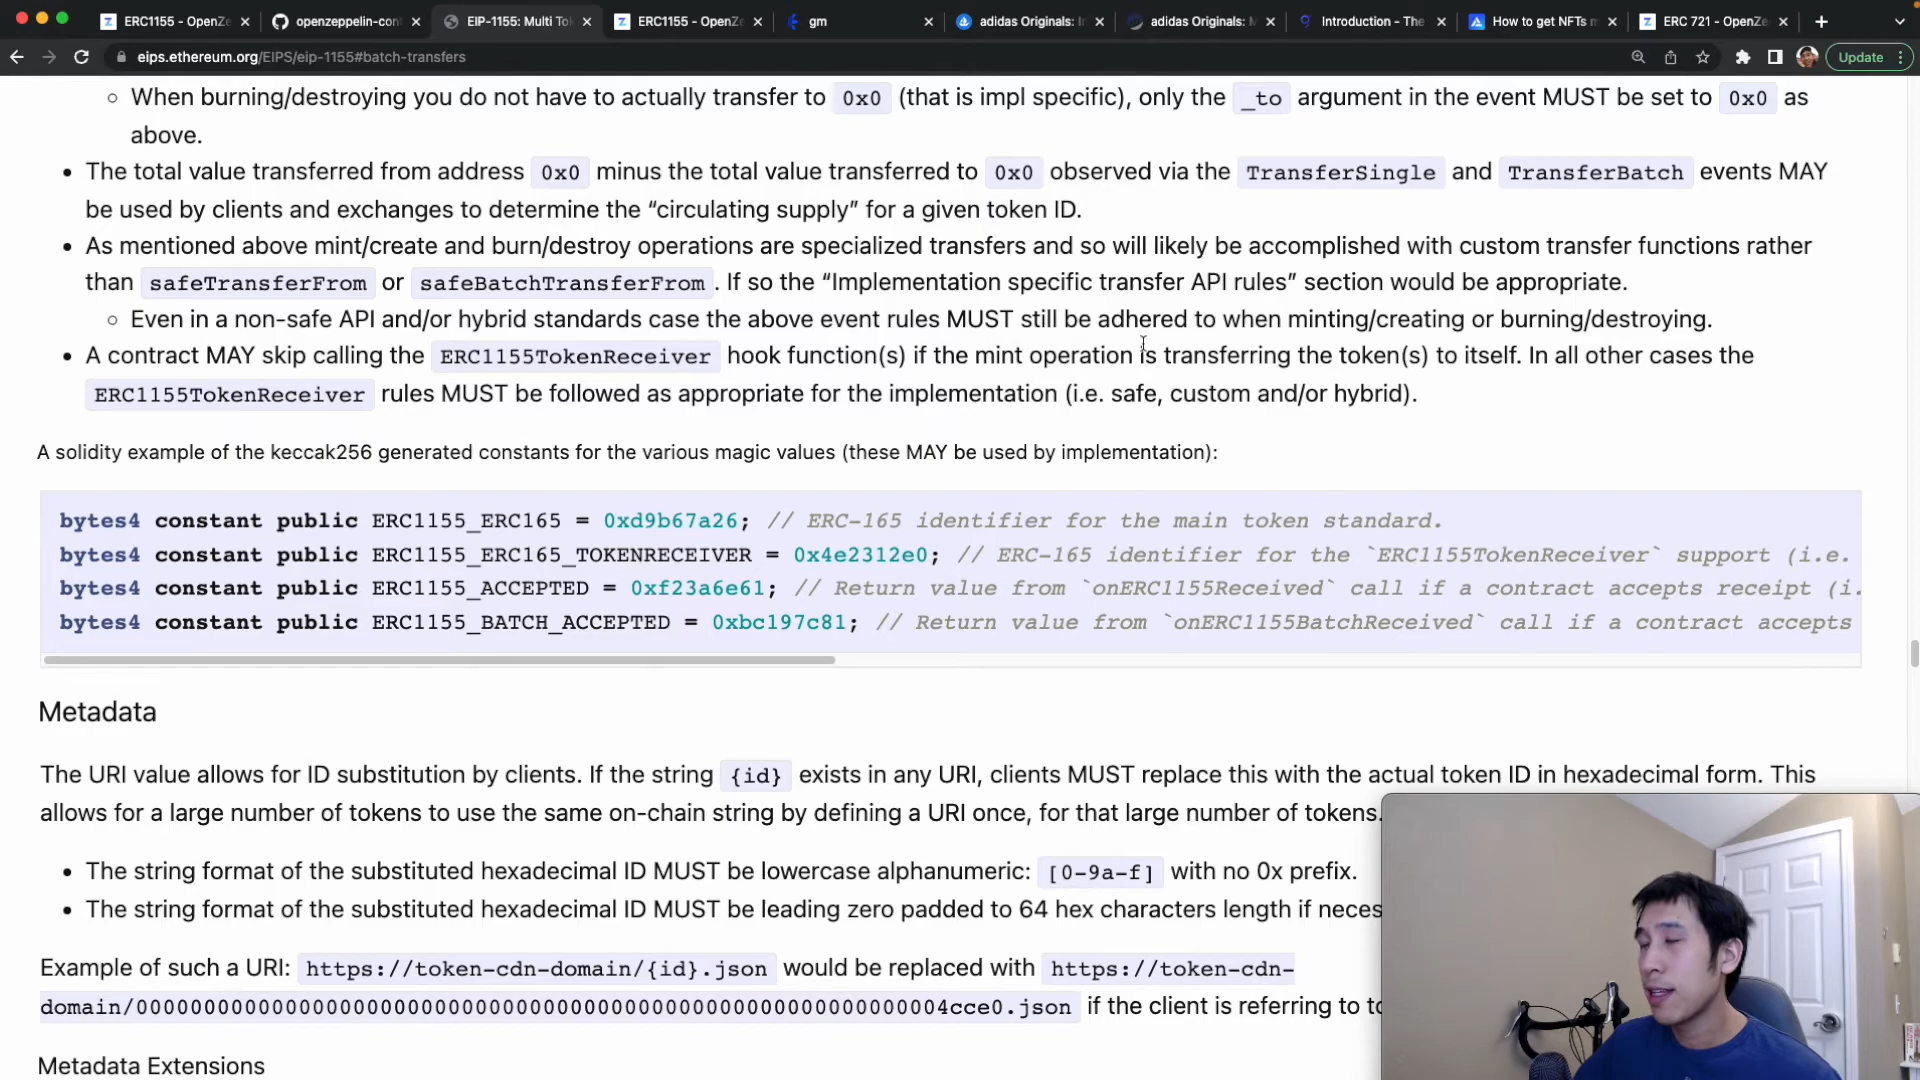 ERC1155 - OpenZe
openzeppelin-cont
EIP-1155: Multi To
ERC1155 - OpenZe
gm
adidas Originals: I
adidas Originals: M
Introduction - The
How to get NFTs m
ERC 721 - OpenZe
eips.ethereum.org/EIPS/eip-1155#batch-transfers
Update
When burning/destroying you do not have to actually transfer to 0x0 (that is impl specific), only the _to argument in the event MUST be set to 0x0 as
above.
The total value transferred from address 0x0 minus the total value transferred to 0x0 observed via the TransferSingle and TransferBatch events MAY
be used by clients and exchanges to determine the “circulating supply” for a given token ID.
As mentioned above mint/create and burn/destroy operations are specialized transfers and so will likely be accomplished with custom transfer functions rather
than safeTransferFrom or safeBatchTransferFrom . If so the “Implementation specific transfer API rules” section would be appropriate.
Even in a non-safe API and/or hybrid standards case the above event rules MUST still be adhered to when minting/creating or burning/destroying.
A contract MAY skip calling the ERC1155TokenReceiver hook function(s) if the mint operation is transferring the token(s) to itself. In all other cases the
ERC1155TokenReceiver rules MUST be followed as appropriate for the implementation (i.e. safe, custom and/or hybrid).
A solidity example of the keccak256 generated constants for the various magic values (these MAY be used by implementation):
bytes4 constant public ERC1155_ERC165 = 0xd9b67a26; // ERC-165 identifier for the main token standard.
bytes4 constant public ERC1155_ERC165_TOKENRECEIVER = 0x4e2312e0; // ERC-165 identifier for the `ERC1155TokenReceiver` support (i.e.
bytes4 constant public ERC1155_ACCEPTED = 0xf23a6e61; // Return value from `onERC1155Received` call if a contract accepts receipt (i.
bytes4 constant public ERC1155_BATCH_ACCEPTED = 0xbc197c81; // Return value from `onERC1155BatchReceived` call if a contract accepts
Metadata
The URI value allows for ID substitution by clients. If the string {id} exists in any URI, clients MUST replace this with the actual token ID in hexadecimal form. This
allows for a large number of tokens to use the same on-chain string by defining a URI once, for that large number of tokens.
The string format of the substituted hexadecimal ID MUST be lowercase alphanumeric: [0-9a-f] with no 0x prefix.
The string format of the substituted hexadecimal ID MUST be leading zero padded to 64 hex characters length if neces
Example of such a URI: https://token-cdn-domain/{id}.json would be replaced with https://token-cdn-
domain/000000000000000000000000000000000000000000000000000000000004cce0.json if the client is referring to to
Metadata Extensions